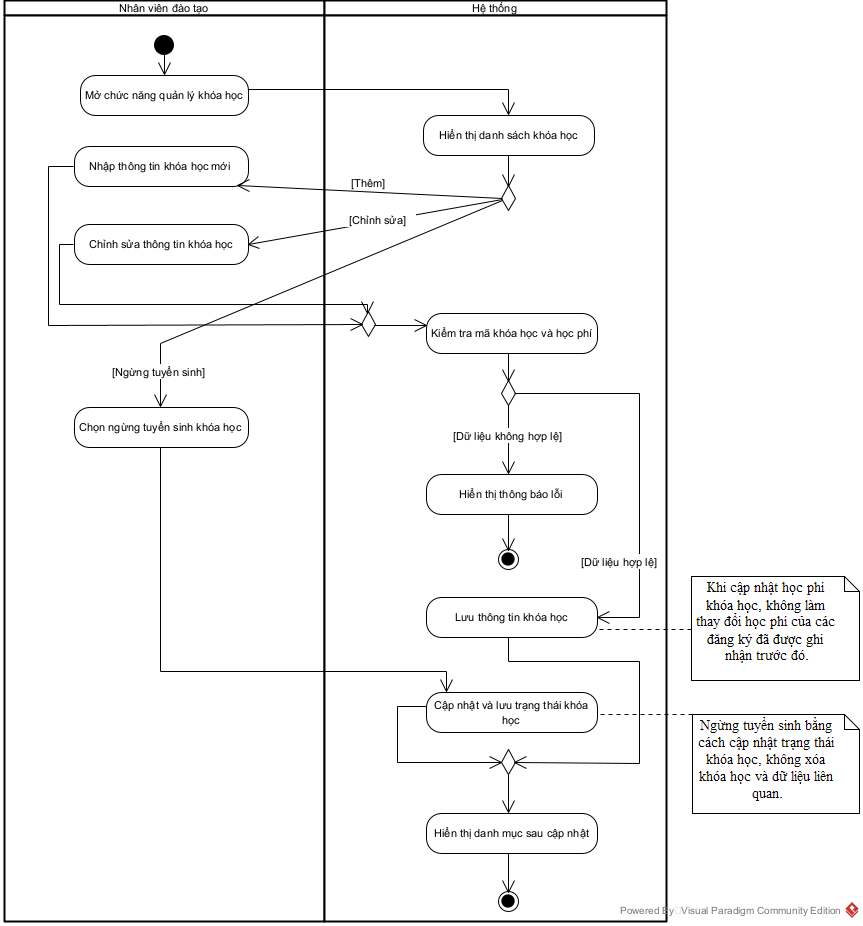 Nhân viên đào tạo
Hệ thống
Mở chức năng quản lý khóa học
Hiển thị danh sách khóa học
Nhập thông tin khóa học mới
[Thêm]
[Chỉnh sửa]
Chỉnh sửa thông tin khóa học
Kiểm tra mã khóa học và học phí
[Ngừng tuyển sinh]
Chọn ngừng tuyển sinh khóa học
[Dữ liệu không hợp lệ]
Hiển thị thông báo lỗi
[Dữ liệu hợp lệ]
Khi cập nhật học phi
khóa học, không làm
thay đổi học phi của các
đăng ký đã được ghi
nhận trước đó.
Lưu thông tin khóa học
Cập nhật và lưu trạng thái khóa
học
Ngừng tuyển sinh bằng
cách cập nhật trạng thái
khóa học, không xóa
khóa học và dữ liệu liên
quan.
Hiển thị danh mục sau cập nhật
Powered By Visual Paradigm Community Edition